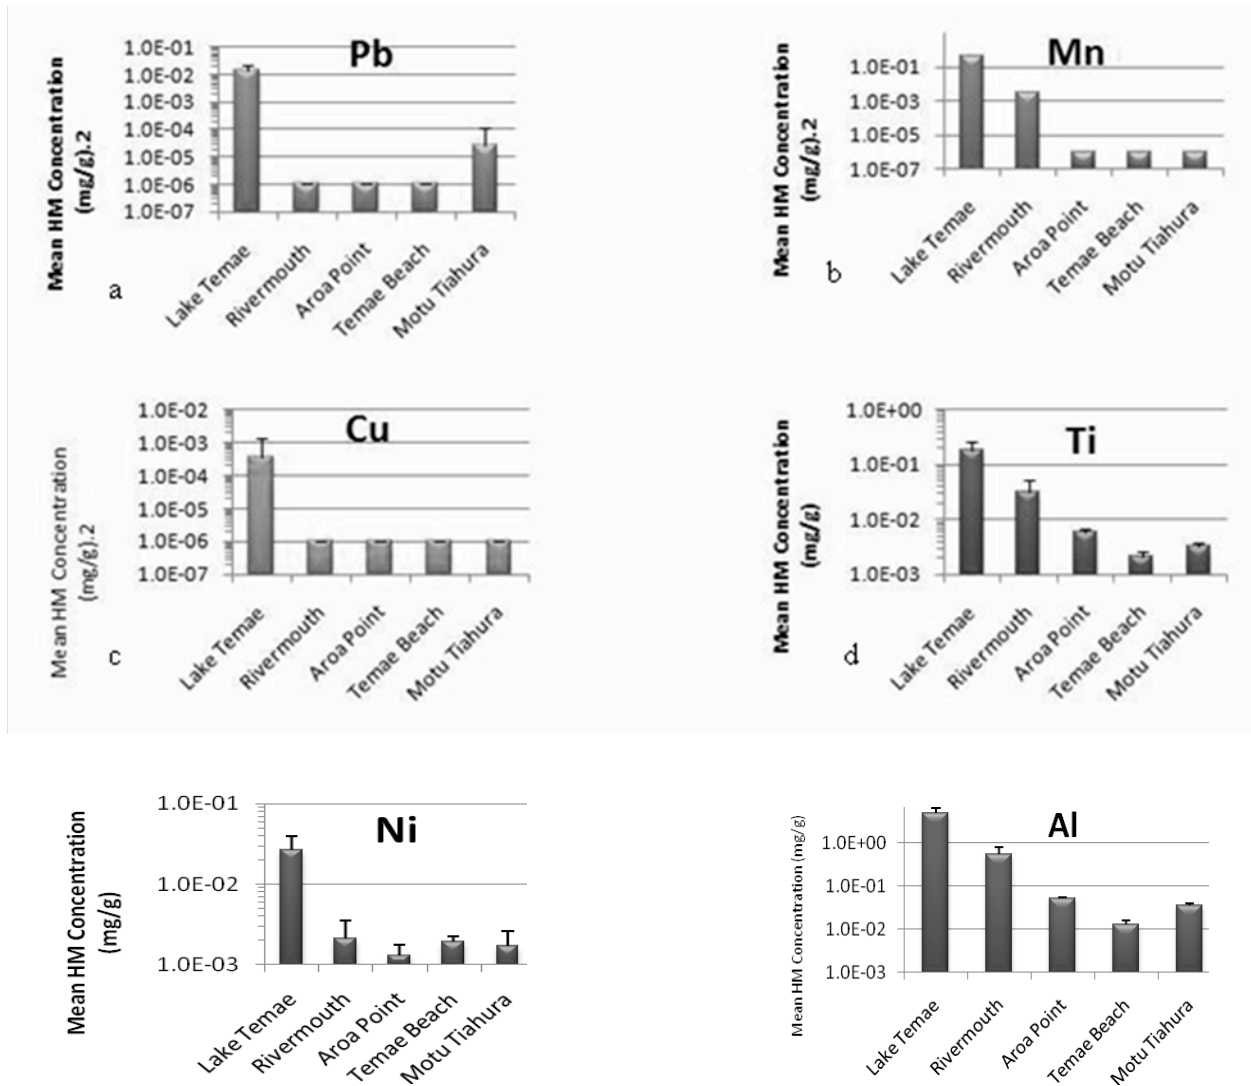 Pb
Mean HM Concentration
(mg/g).2
1.0E-01
1.0E-02
1.0E-03
1.0E-04
1.0E-05
1.0E-06
1.0E-07
Lake Temae
Rivermouth
Aroa Point
Temae Beach
Motu Tiahura
a
Mn
Mean HM Concentration
(mg/g).2
1.0E-01
1.0E-03
1.0E-05
1.0E-07
Lake Temae
Rivermouth
Aroa Point
Temae Beach
Motu Tiahura
b
Cu
Mean HM Concentration
(mg/g).2
1.0E-02
1.0E-03
1.0E-04
1.0E-05
1.0E-06
1.0E-07
Lake Temae
Rivermouth
Aroa Point
Temae Beach
Motu Tiahura
c
Ti
Mean HM Concentration
(mg/g)
1.0E+00
1.0E-01
1.0E-02
1.0E-03
Lake Temae
Rivermouth
Aroa Point
Temae Beach
Motu Tiahura
d
Ni
Mean HM Concentration
(mg/g)
1.0E-01
1.0E-02
1.0E-03
Lake Temae
Rivermouth
Aroa Point
Temae Beach
Motu Tiahura
Al
Mean HM Concentration (mg/g)
1.0E+00
1.0E-01
1.0E-02
1.0E-03
Lake Temae
Rivermouth
Aroa Point
Temae Beach
Motu Tiahura